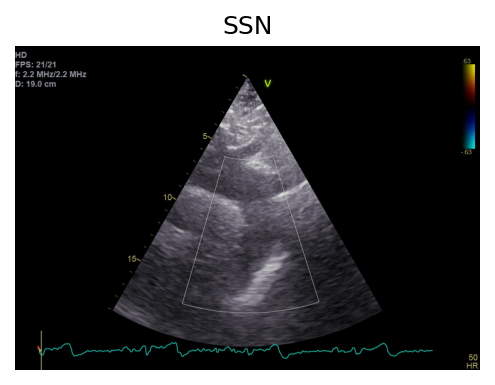 SSN
HD
FPS: 21/21
f: 2.2 MHz/2.2 MHz
D: 19.0 cm
V
63
-.63
5
10
15
50
HR